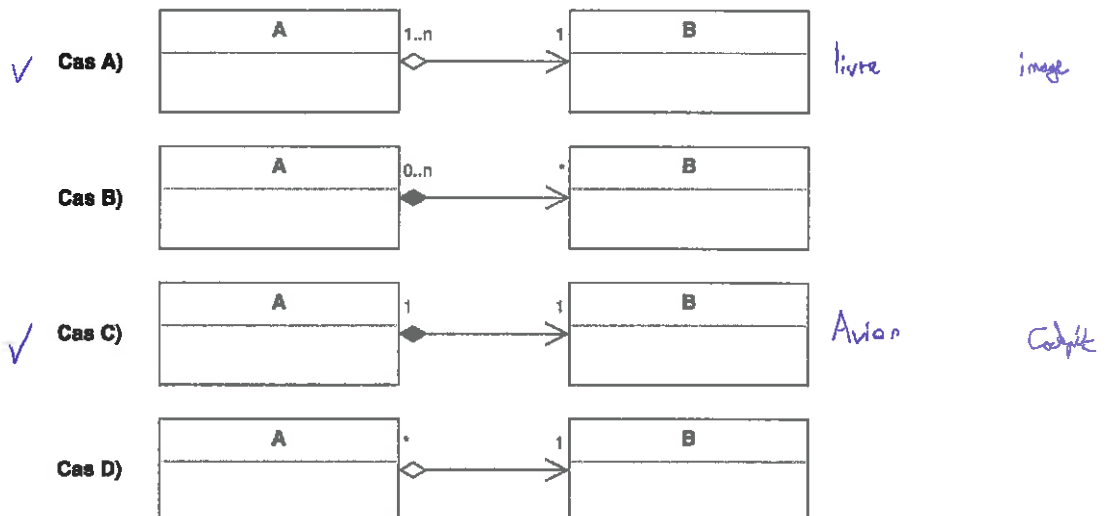 A 1..n 1 B
✓ Cas A) livre image
A 0..n * B
Cas B)
A 1 1 B
✓ Cas C) Avion Cockpit
A * 1 B
Cas D)